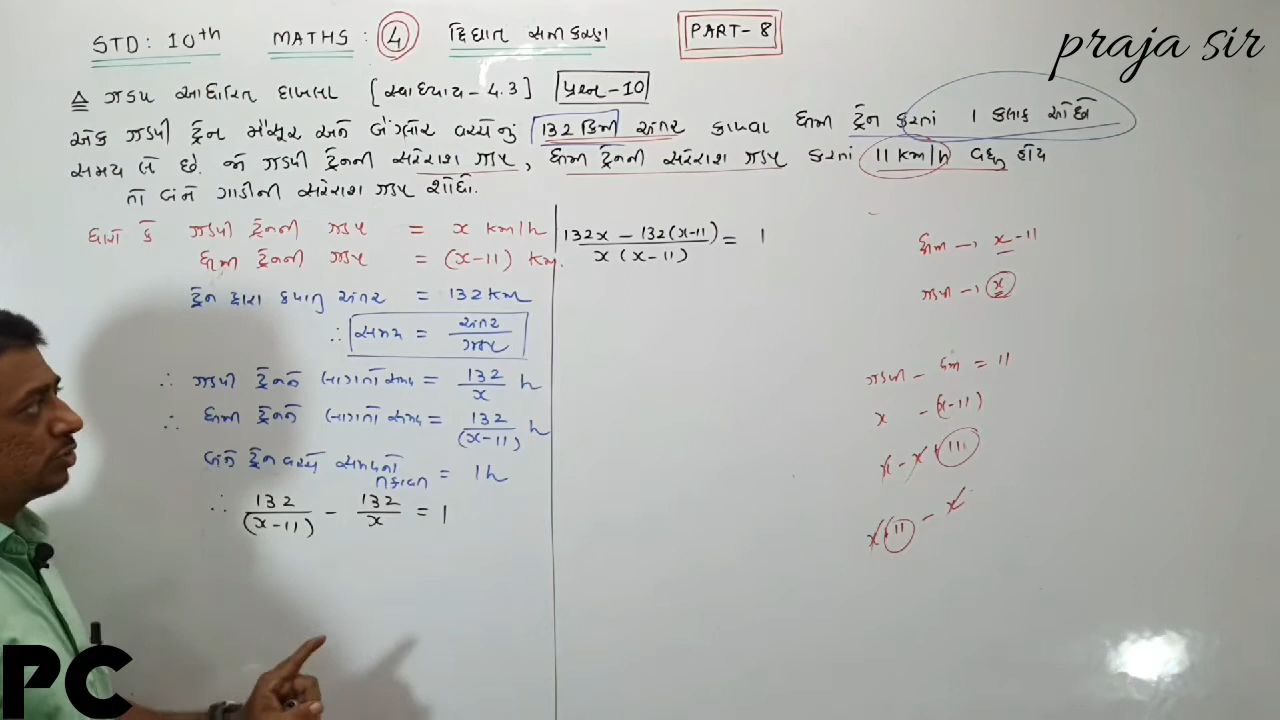 STD: 10th MATHS: 4 દ્વિઘાત સમીકરણ PART-8
praja sir
△ ઝડપ આધારિત દાખલા [સ્વાધ્યાય-4.3] પ્રશ્ન-10
એક ઝડપી ટ્રેન મૈસૂર અને બેંગ્લોર વચ્ચેનું 132 કિમી અંતર કાપવા ધીમી ટ્રેન કરતાં 1 કલાક ઓછો
સમય લે છે. જો ઝડપી ટ્રેનની સરેરાશ ઝડપ, ધીમી ટ્રેનની સરેરાશ ઝડપ કરતાં 11 km/h વધુ હોય
તો બંને ગાડીની સરેરાશ ઝડપ શોધો.
ધારો કે ઝડપી ટ્રેનની ઝડપ = x km/h
ધીમી ટ્રેનની ઝડપ = (x-11) km.
ટ્રેન દ્વારા કપાતુ અંતર = 132 km
∴ સમય = અંતર / ઝડપ
∴ ઝડપી ટ્રેનને લાગતો સમય = 132/x h
∴ ધીમી ટ્રેનને લાગતો સમય = 132/(x-11) h
બંને ટ્રેન વચ્ચે સમયનો
તફાવત = 1h
∴ 132/(x-11) - 132/x = 1
132x - 132(x-11) / x(x-11) = 1
ધીમી → x-11
ઝડપી → x
ઝડપી - ધીમી = 11
x - (x-11)
x - x + 11
x 11 - x
PC